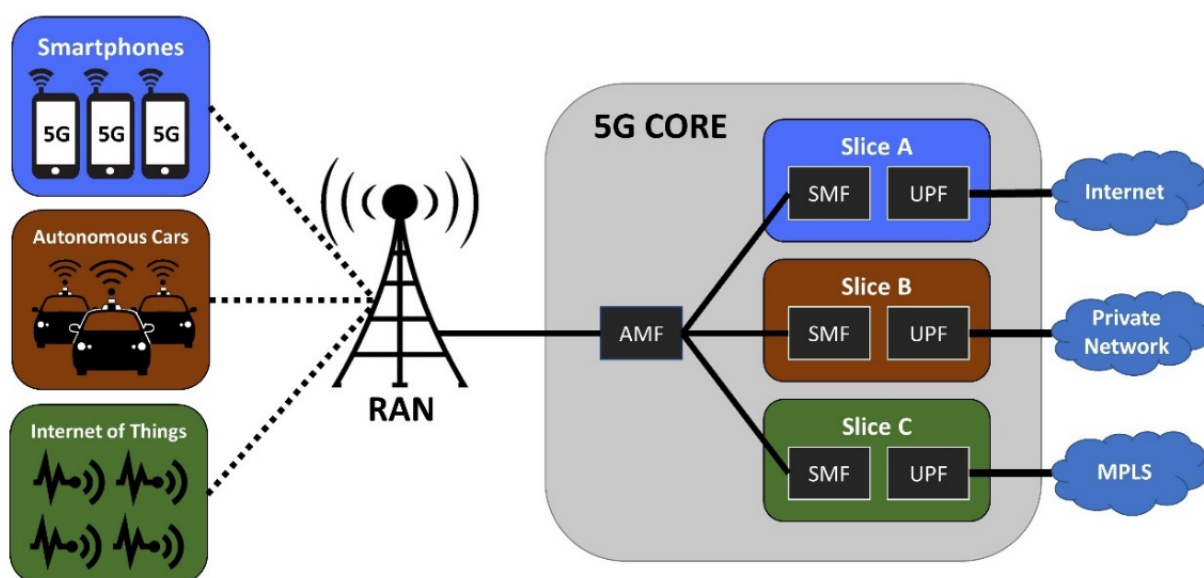 Smartphones
5G 5G 5G
Autonomous Cars
Internet of Things
RAN
5G CORE
AMF
Slice A
SMF UPF
Slice B
SMF UPF
Slice C
SMF UPF
Internet
Private
Network
MPLS